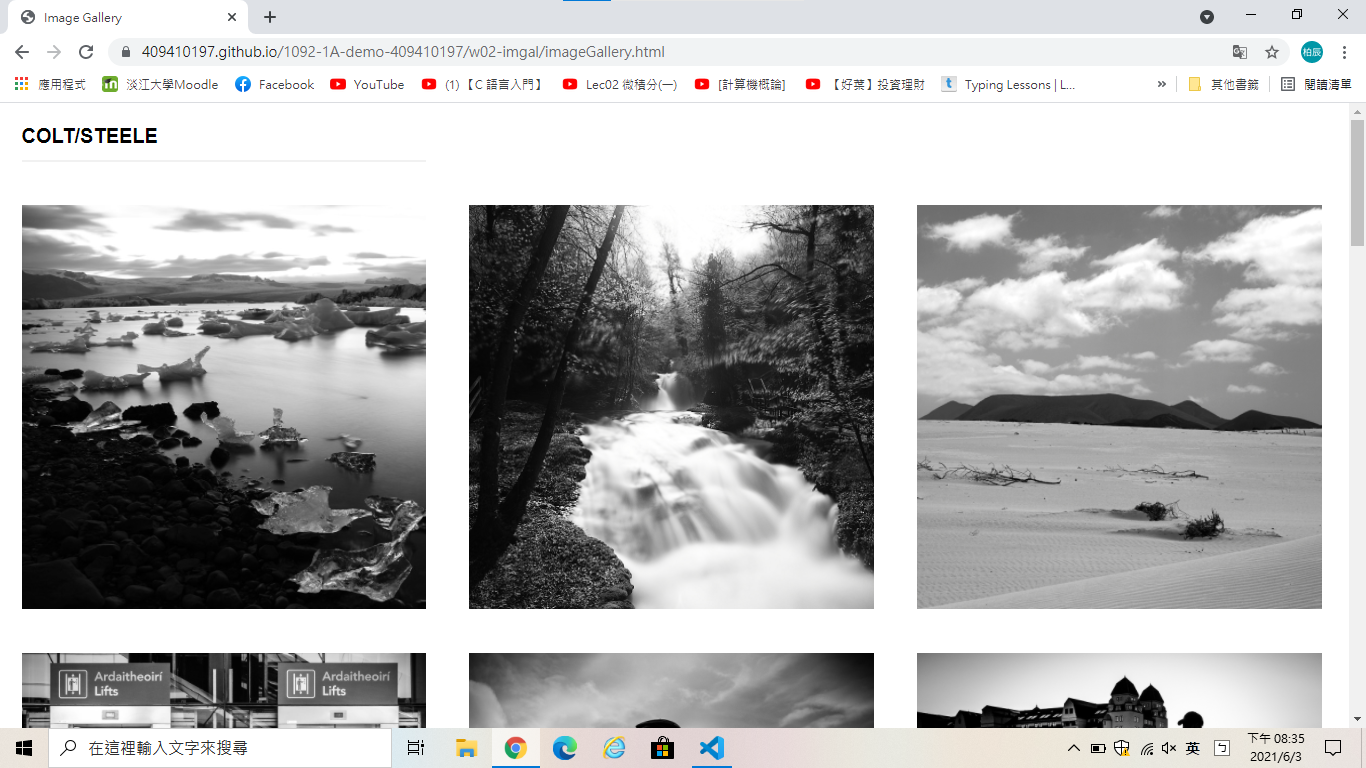 Image Gallery
409410197.github.io/1092-1A-demo-409410197/w02-imgal/imageGallery.html
柏辰
應用程式 淡江大學Moodle Facebook YouTube (1)【C 語言入門】 Lec02 微積分(一) [計算機概論] 【好葉】投資理財 Typing Lessons | L... » 其他書籤 閱讀清單
COLT/STEELE
Ardaitheoirí Ardaitheoirí
Lifts Lifts
在這裡輸入文字來搜尋
英 ㄅ
下午 08:35
2021/6/3